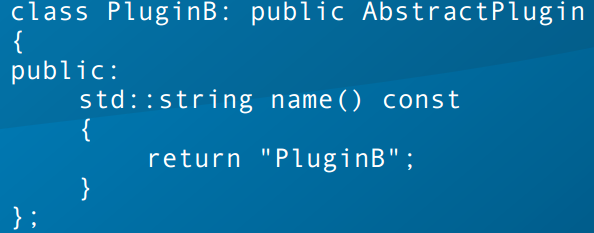 class PluginB: public AbstractPlugin
{
public:
    std::string name() const
    {
        return "PluginB";
    }
};